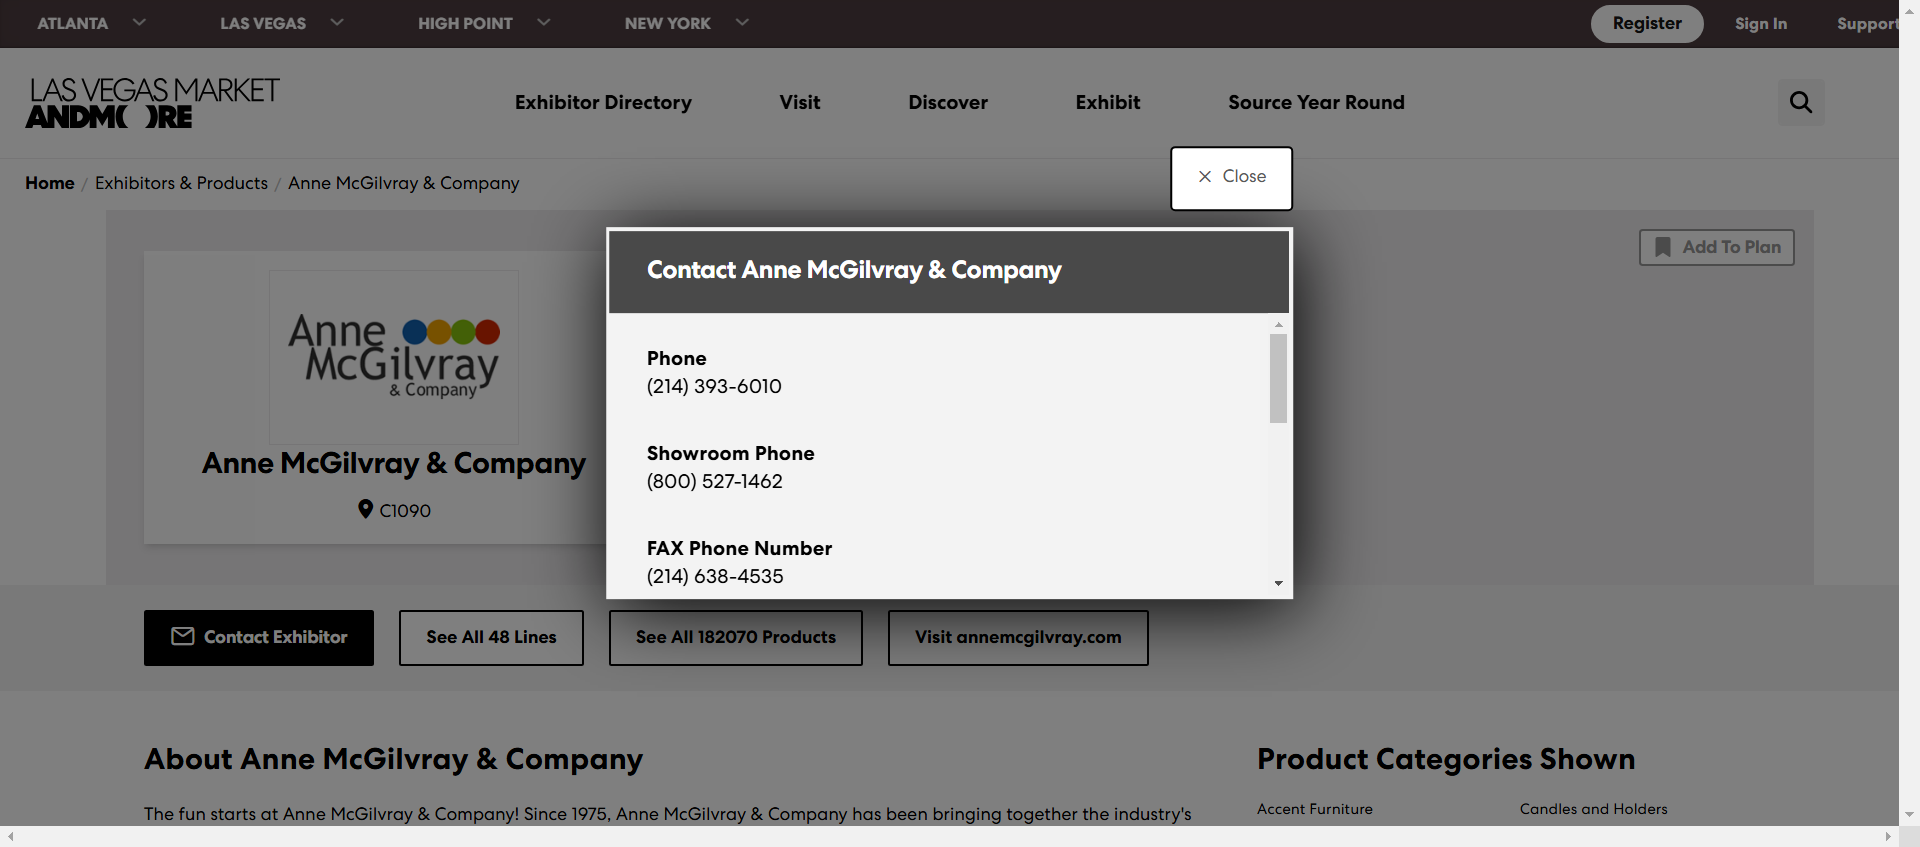 ATLANTA
LAS VEGAS
HIGH POINT
NEW YORK
Register
Sign In
Support
LAS VEGAS MARKET
ANDMORE
Exhibitor Directory
Visit
Discover
Exhibit
Source Year Round
Home / Exhibitors & Products / Anne McGilvray & Company
Close
Add To Plan
Anne
McGilvray
& Company
Anne McGilvray & Company
C1090
Contact Anne McGilvray & Company
Phone
(214) 393-6010
Showroom Phone
(800) 527-1462
FAX Phone Number
(214) 638-4535
Contact Exhibitor
See All 48 Lines
See All 182070 Products
Visit annemcgilvray.com
About Anne McGilvray & Company
The fun starts at Anne McGilvray & Company! Since 1975, Anne McGilvray & Company has been bringing together the industry's
Product Categories Shown
Accent Furniture
Candles and Holders